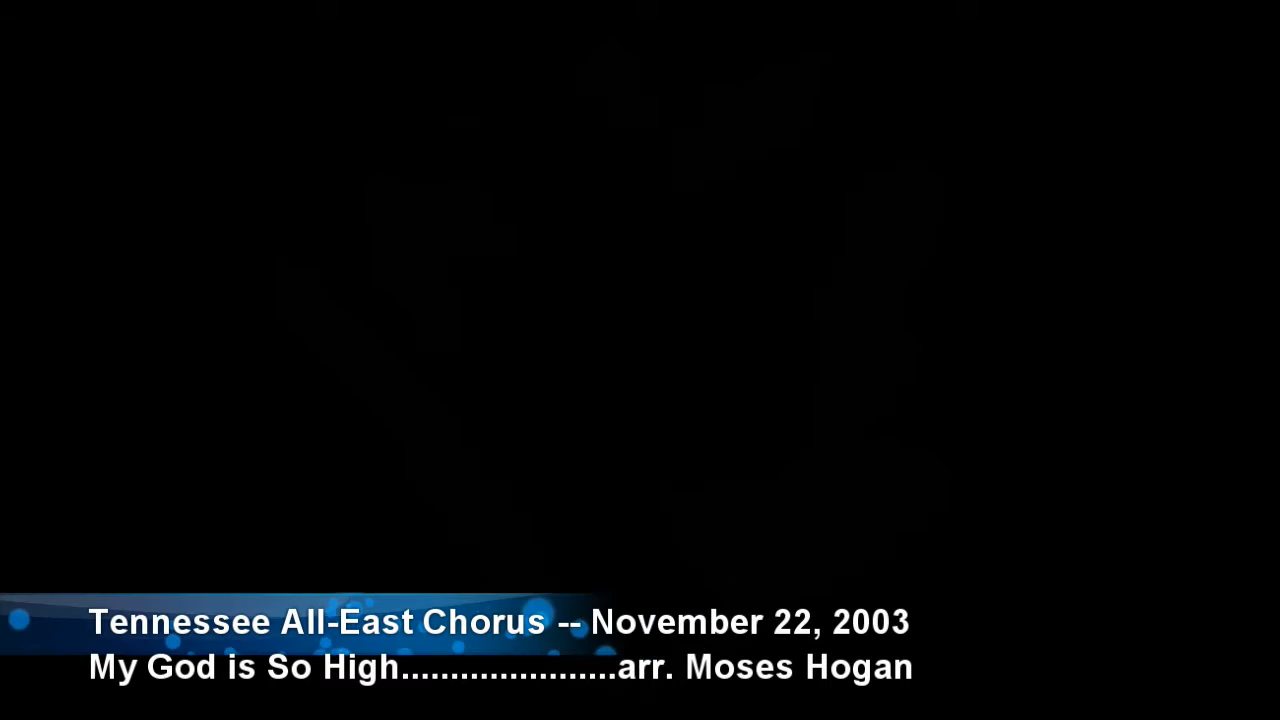 Tennessee All-East Chorus -- November 22, 2003
My God is So High......................arr. Moses Hogan